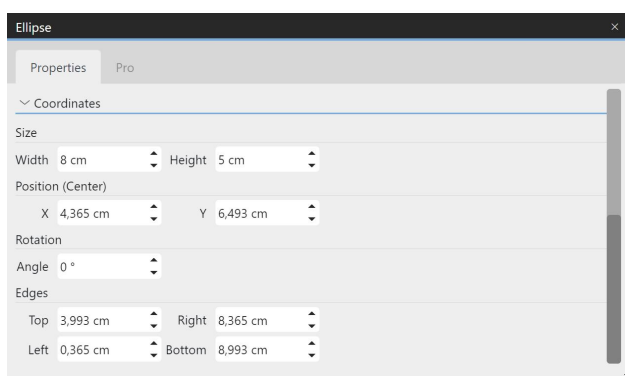 Ellipse
Properties Pro
Coordinates
Size
Width 8 cm Height 5 cm
Position (Center)
X 4,365 cm Y 6,493 cm
Rotation
Angle 0 °
Edges
Top 3,993 cm Right 8,365 cm
Left 0,365 cm Bottom 8,993 cm